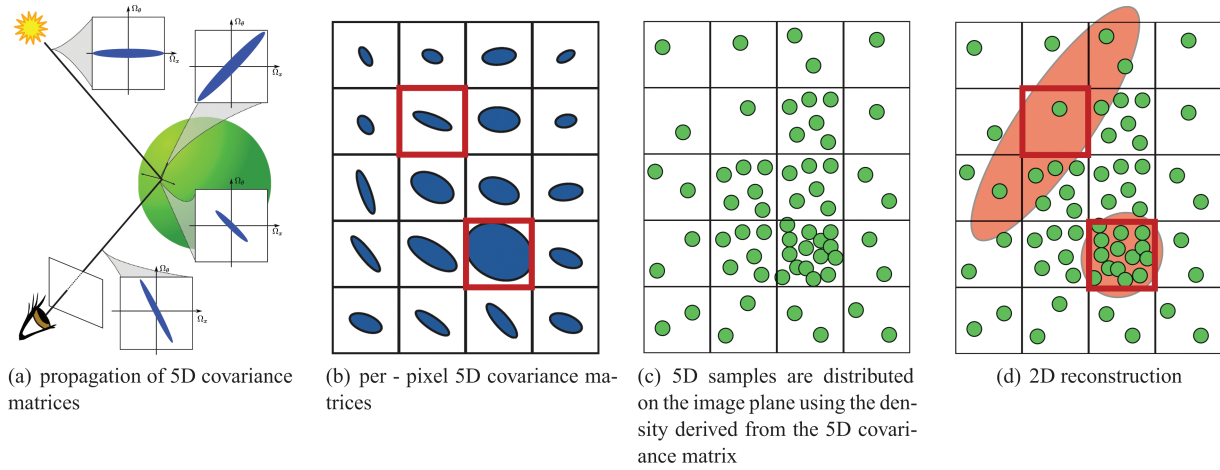 Ωθ
Ωx
Ωθ
Ωx
Ωθ
Ωx
Ωθ
Ωx
(a) propagation of 5D covariance
matrices
(b) per - pixel 5D covariance ma-
trices
(c) 5D samples are distributed
on the image plane using the den-
sity derived from the 5D covari-
ance matrix
(d) 2D reconstruction